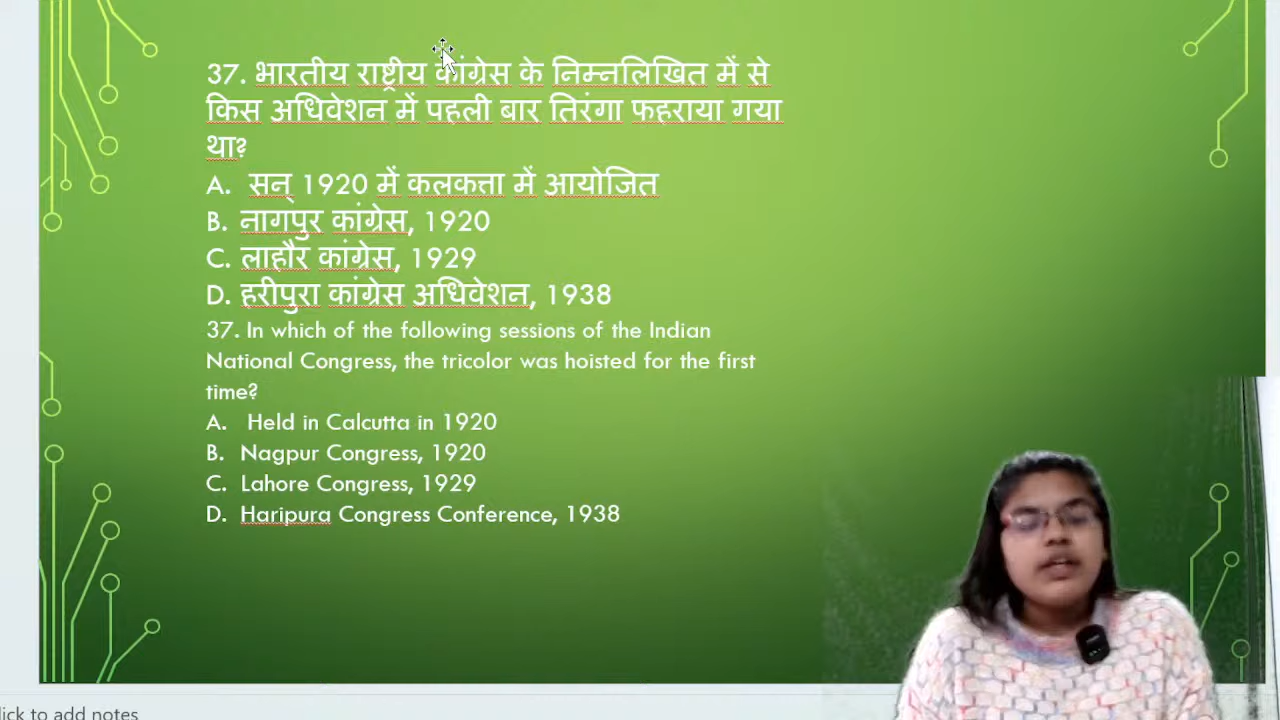 37. भारतीय राष्ट्रीय कांग्रेस के निम्नलिखित में से
किस अधिवेशन में पहली बार तिरंगा फहराया गया
था?
A. सन् 1920 में कलकत्ता में आयोजित
B. नागपुर कांग्रेस, 1920
C. लाहौर कांग्रेस, 1929
D. हरीपुरा कांग्रेस अधिवेशन, 1938
37. In which of the following sessions of the Indian
National Congress, the tricolor was hoisted for the first
time?
A. Held in Calcutta in 1920
B. Nagpur Congress, 1920
C. Lahore Congress, 1929
D. Haripura Congress Conference, 1938
lick to add notes